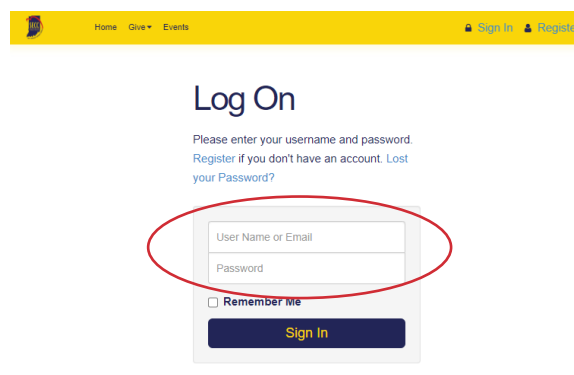 Home Give Events Sign In Registe
Log On
Please enter your username and password.
Register if you don't have an account. Lost
your Password?
User Name or Email
Password
Remember Me
Sign In